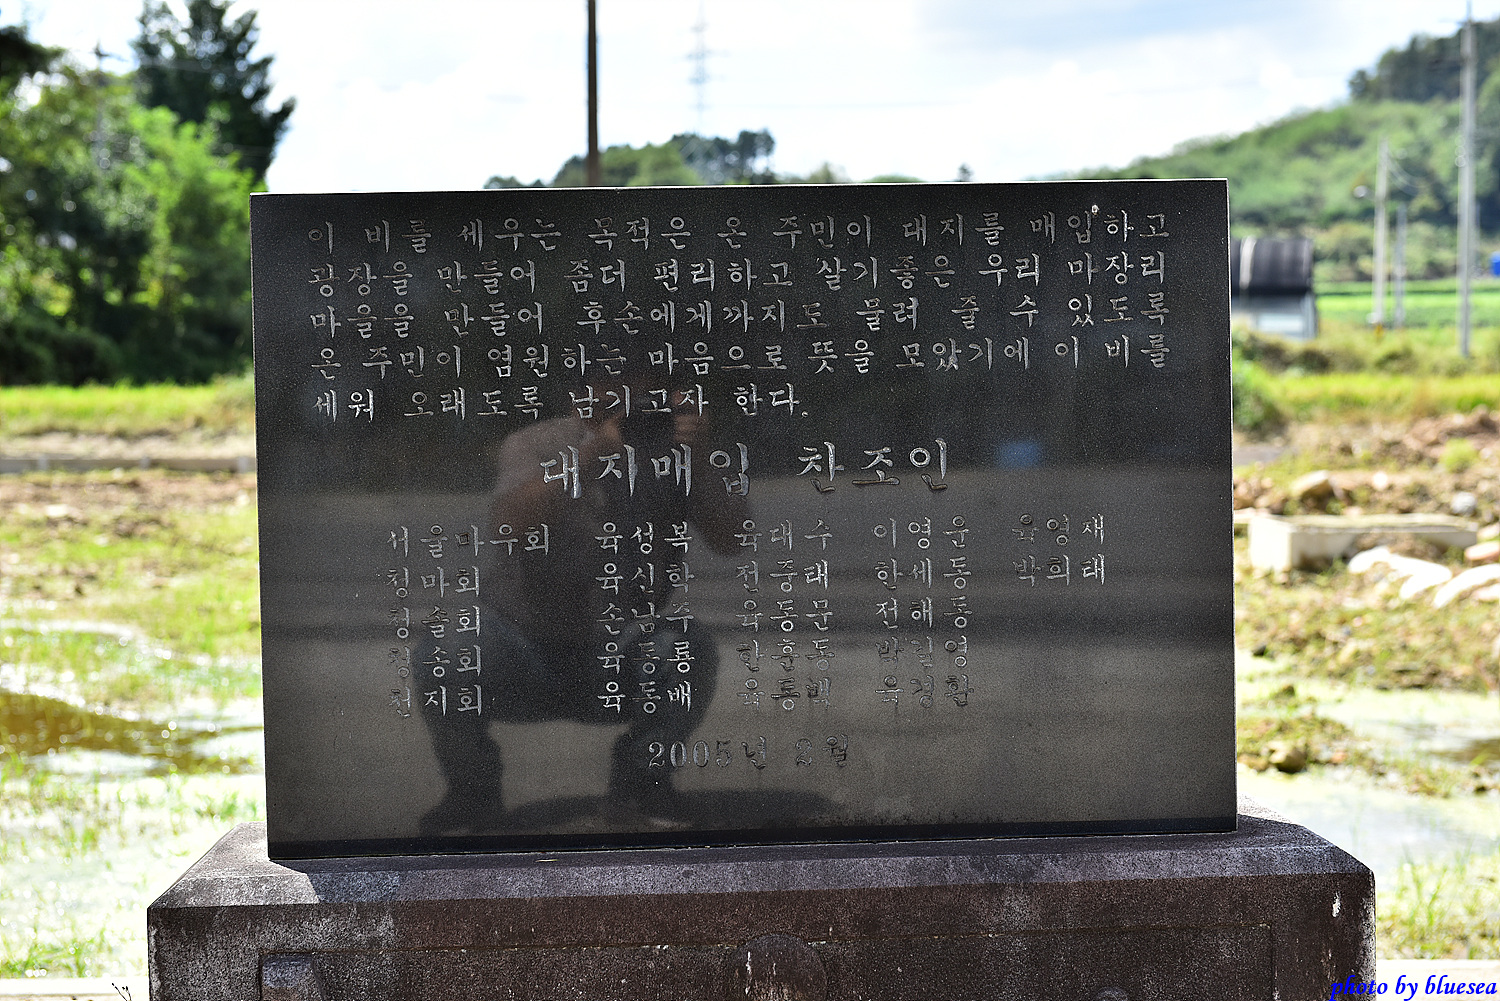 이 비를 세우는 목적은 온 주민이 대지를 매입하고
광장을 만들어 좀더 편리하고 살기좋은 우리 마장리
마을을 만들어 후손에게까지도 물려 줄 수 있도록
온 주민이 염원하는 마음으로 뜻을 모았기에 이 비를
세워 오래도록 남기고자 한다.
대지매입 찬조인
서울마우회 육성복 육대수 이영운 육영재
청마회 육신학 전중태 한세동 박희태
청솔회 손남주 육동문 전해동
청송회 육동룡 한훈동 박길영
천지회 육동배 육동백 육경환
2005년 2월
photo by bluesea